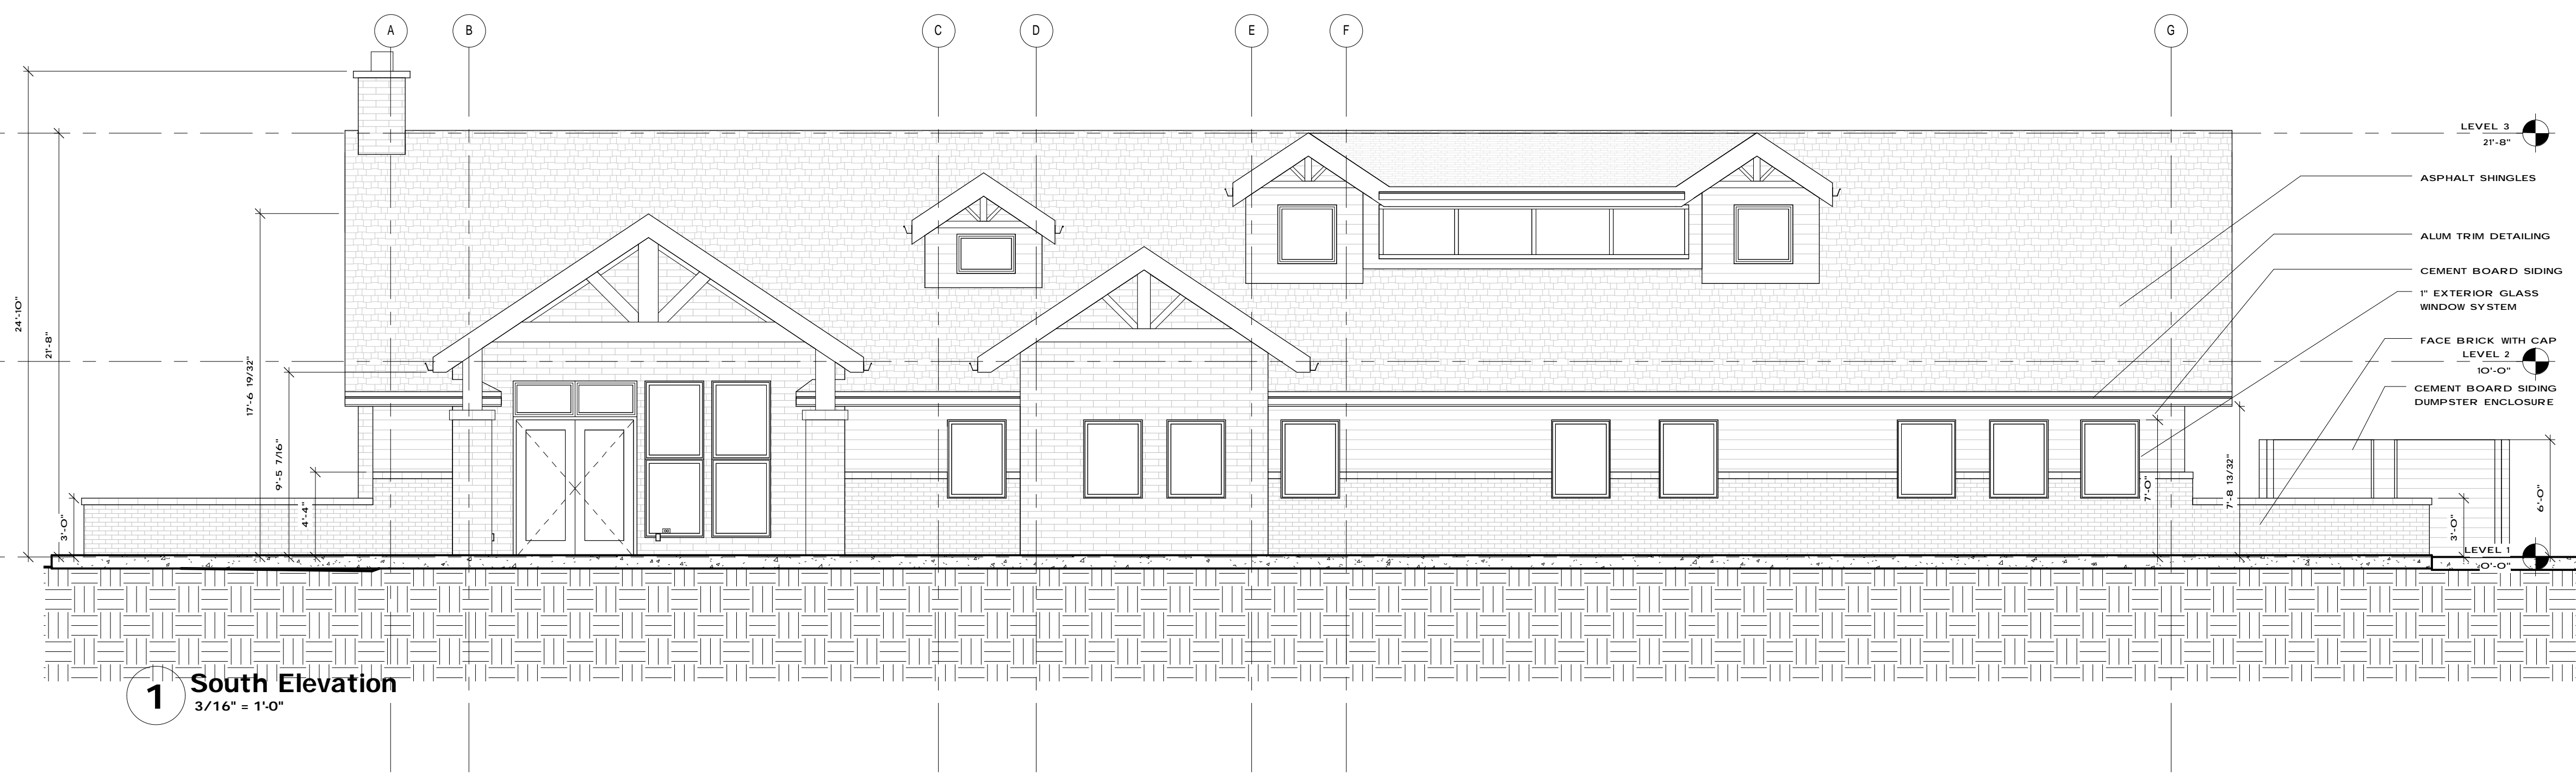 A
B
C
D
E
F
G
24'-10"
21'-8"
17'-6 19/32"
9'-5 7/16"
4'-4"
3'-0"
LEVEL 3
21'-8"
ASPHALT SHINGLES
ALUM TRIM DETAILING
CEMENT BOARD SIDING
1" EXTERIOR GLASS
WINDOW SYSTEM
FACE BRICK WITH CAP
LEVEL 2
10'-0"
CEMENT BOARD SIDING
DUMPSTER ENCLOSURE
7'-0"
7'-8 13/32"
3'-0"
6'-0"
LEVEL 1
0'-0"
1
South Elevation
3/16" = 1'-0"